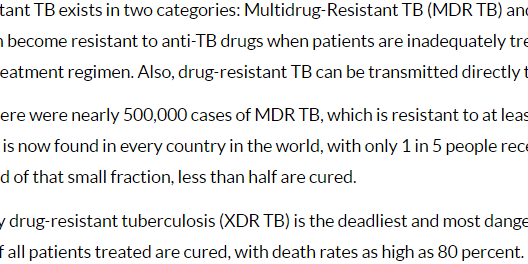 tant TB exists in two categories: Multidrug-Resistant TB (MDR TB) and
n become resistant to anti-TB drugs when patients are inadequately tre
eatment regimen. Also, drug-resistant TB can be transmitted directly t
ere were nearly 500,000 cases of MDR TB, which is resistant to at leas
is now found in every country in the world, with only 1 in 5 people rece
d of that small fraction, less than half are cured.
y drug-resistant tuberculosis (XDR TB) is the deadliest and most dange
f all patients treated are cured, with death rates as high as 80 percent.